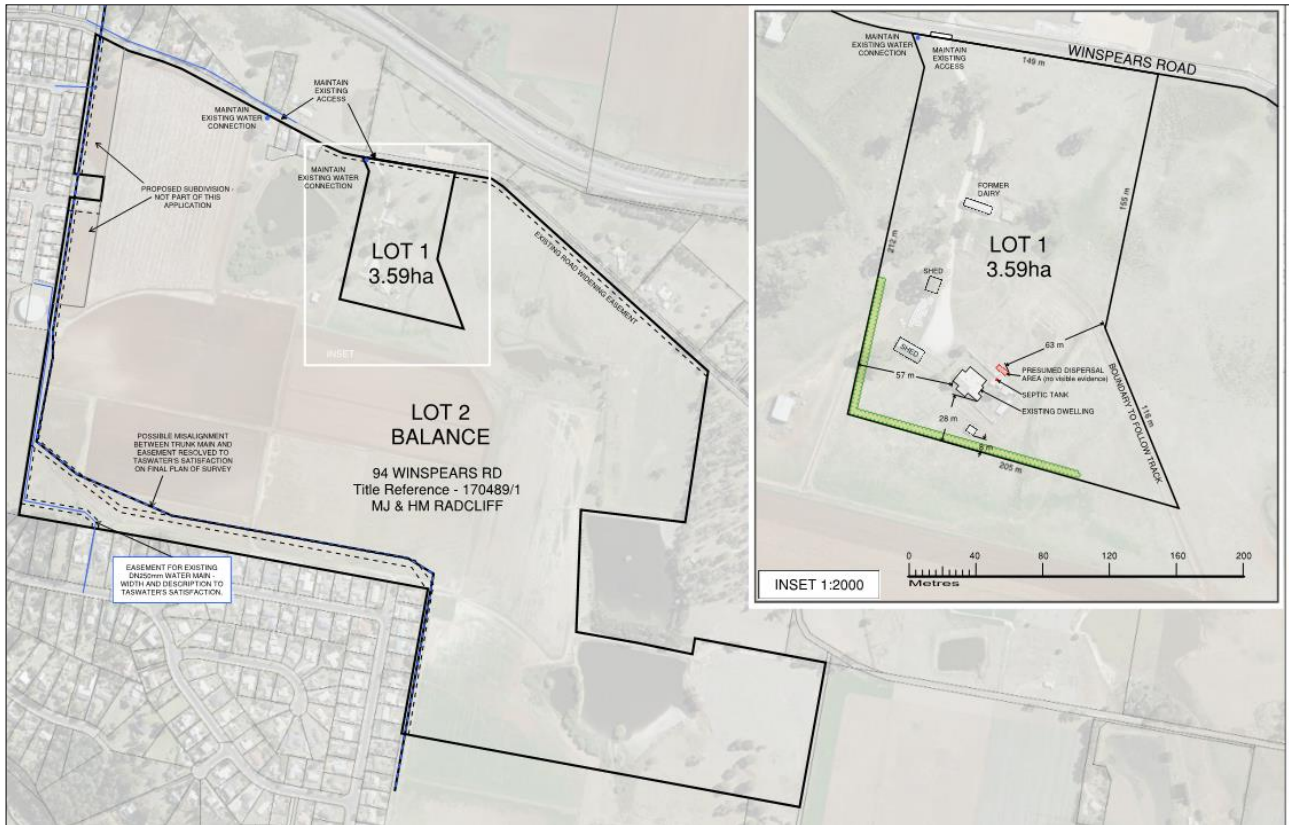 MAINTAIN
EXISTING
ACCESS
MAINTAIN
EXISTING WATER
CONNECTION
MAINTAIN
EXISTING WATER
CONNECTION
PROPOSED SUBDIVISION -
NOT PART OF THIS
APPLICATION
LOT 1
3.59ha
EXISTING ROAD WIDENING EASEMENT
INSET
LOT 2
BALANCE
94 WINSPEARS RD
Title Reference - 170489/1
MJ & HM RADCLIFF
POSSIBLE MISALIGNMENT
BETWEEN TRUNK MAIN AND
EASEMENT RESOLVED TO
TASWATER'S SATISFACTION
ON FINAL PLAN OF SURVEY
EASEMENT FOR EXISTING
DN250mm WATER MAIN -
WIDTH AND DESCRIPTION TO
TASWATER'S SATISFACTION.
MAINTAIN
EXISTING WATER
CONNECTION
MAINTAIN
EXISTING
ACCESS
149 m
WINSPEARS ROAD
FORMER
DAIRY
155 m
212 m
LOT 1
3.59ha
SHED
SHED
63 m
57 m
PRESUMED DISPERSAL
AREA (no visible evidence)
SEPTIC TANK
EXISTING DWELLING
28 m
116 m
BOUNDARY TO FOLLOW TRACK
205 m
0 40 80 120 160 200
Metres
INSET 1:2000